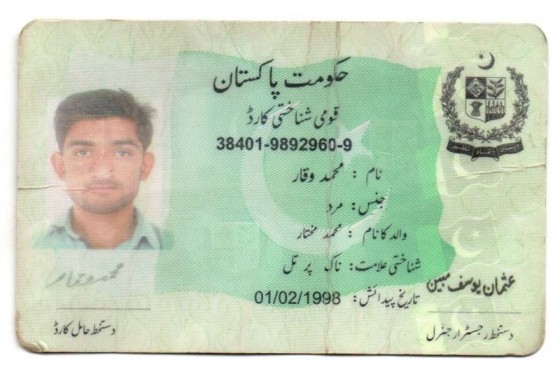 حکومت پاکستان
قومی شناختی کارڈ
38401-9892960-9
نام : محمد وقار
جنس: مرد
والد کا نام : محمد مختار
شناختی علامت: ناک پر تل
تاریخ پیدائش: 01/02/1998
محمد وقار
عثمان یوسف مبین
دستخط حامل کارڈ
دستخط رجسٹرار جنرل